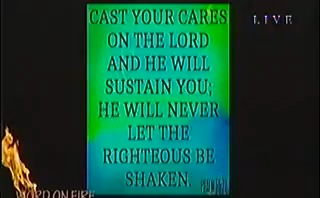 CAST YOUR CARES
LIVE
ON THE LORD
AND HE WILL
SUSTAIN YOU;
HE WILL NEVER
LET THE
RIGHTEOUS BE
SHAKEN.
WORD ON FIRE